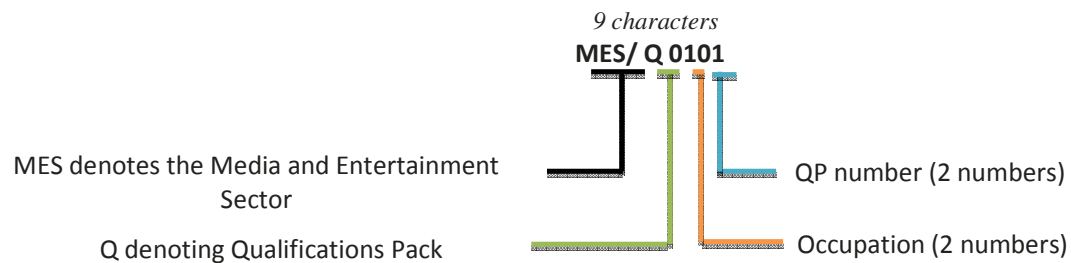 9 characters
MES/ Q 0101
MES denotes the Media and Entertainment
Sector
QP number (2 numbers)
Q denoting Qualifications Pack
Occupation (2 numbers)